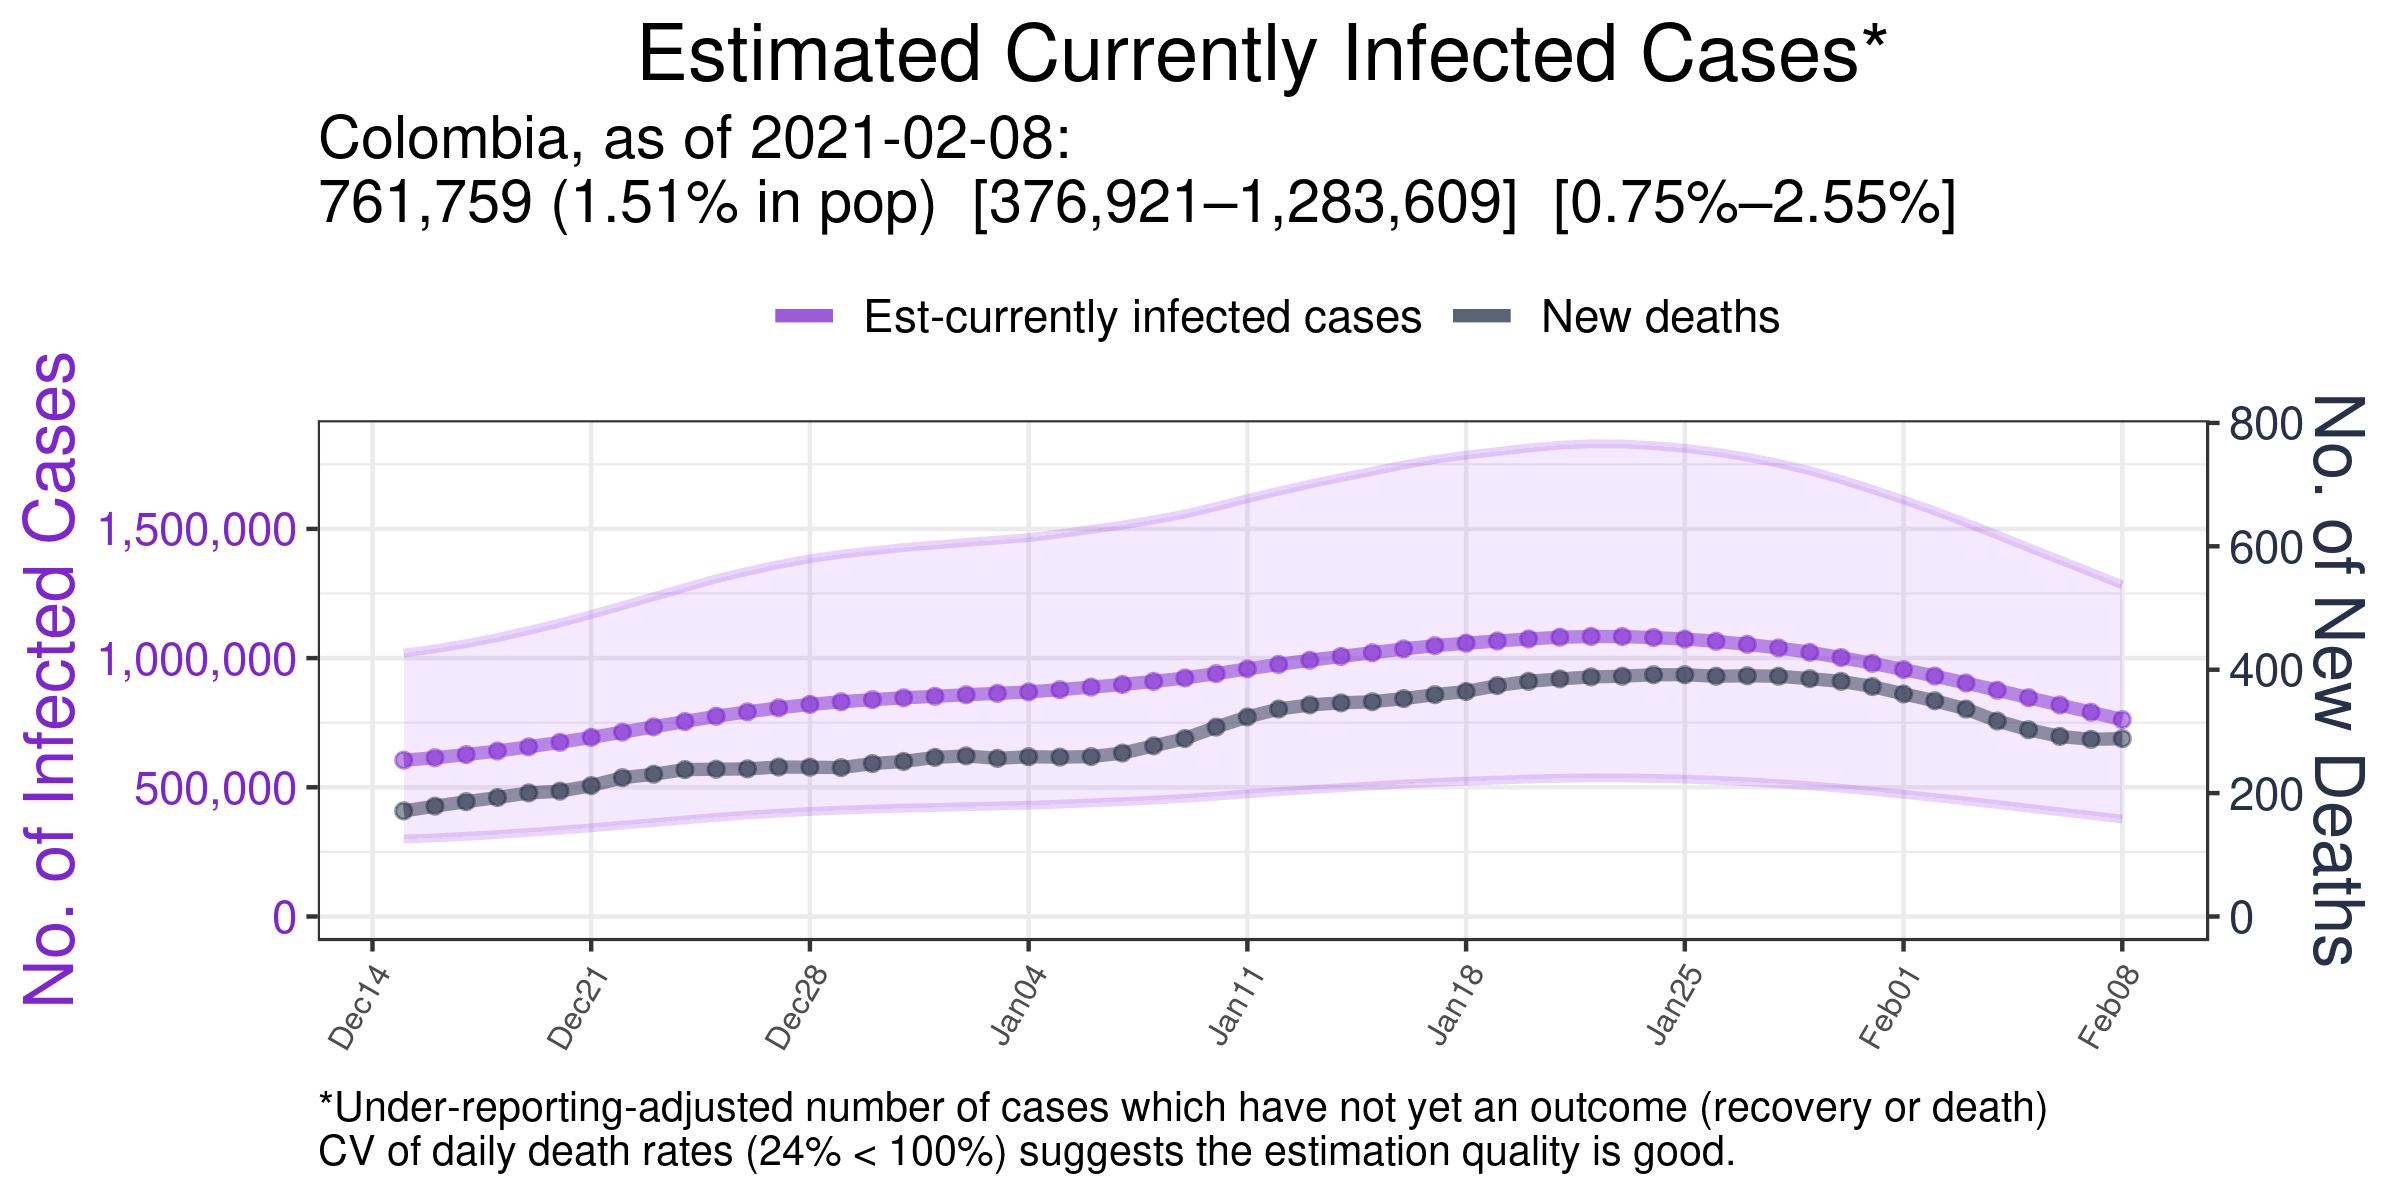 Estimated Currently Infected Cases*
Colombia, as of 2021-02-08:
761,759 (1.51% in pop)  [376,921–1,283,609]  [0.75%–2.55%]
Est-currently infected cases
New deaths
No. of Infected Cases
1,500,000
1,000,000
500,000
0
800
600
400
200
0
No. of New Deaths
Dec14
Dec21
Dec28
Jan04
Jan11
Jan18
Jan25
Feb01
Feb08
*Under-reporting-adjusted number of cases which have not yet an outcome (recovery or death)
CV of daily death rates (24% < 100%) suggests the estimation quality is good.